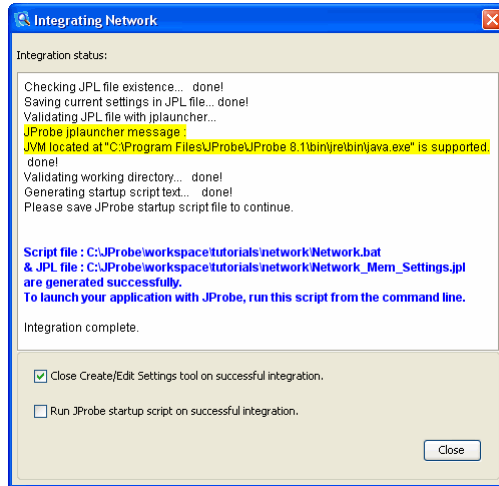 Integrating Network
Integration status:
Checking JPL file existence... done!
Saving current settings in JPL file... done!
Validating JPL file with jplauncher...
JProbe jplauncher message :
JVM located at "C:\Program Files\JProbe\JProbe 8.1\bin\jre\bin\java.exe" is supported.
done!
Validating working directory... done!
Generating startup script text... done!
Please save JProbe startup script file to continue.
Script file : C:\JProbe\workspace\tutorials\network\Network.bat
& JPL file : C:\JProbe\workspace\tutorials\network\Network_Mem_Settings.jpl
are generated successfully.
To launch your application with JProbe, run this script from the command line.
Integration complete.
Close Create/Edit Settings tool on successful integration.
Run JProbe startup script on successful integration.
Close